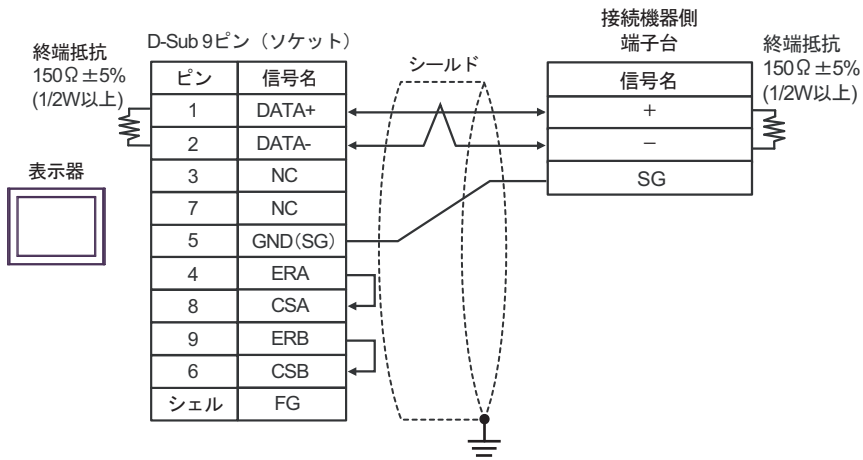 接続機器側
端子台
D-Sub 9ピン（ソケット）
終端抵抗
150Ω±5%
(1/2W以上)
シールド
終端抵抗
150Ω±5%
(1/2W以上)
表示器
ピン 信号名
1 DATA+
2 DATA-
3 NC
7 NC
5 GND(SG)
4 ERA
8 CSA
9 ERB
6 CSB
シェル FG
信号名
+
−
SG